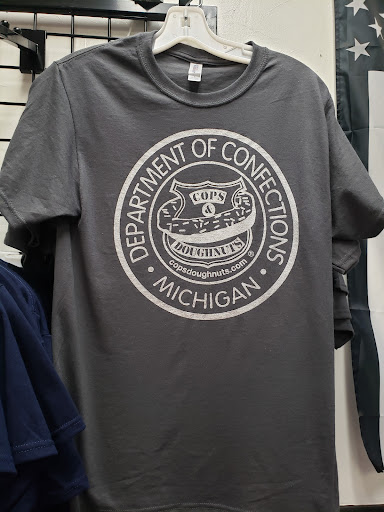 DEPARTMENT OF CONFECTIONS
COPS
&
DOUGHNUTS
copsdoughnuts.com ®
• MICHIGAN •